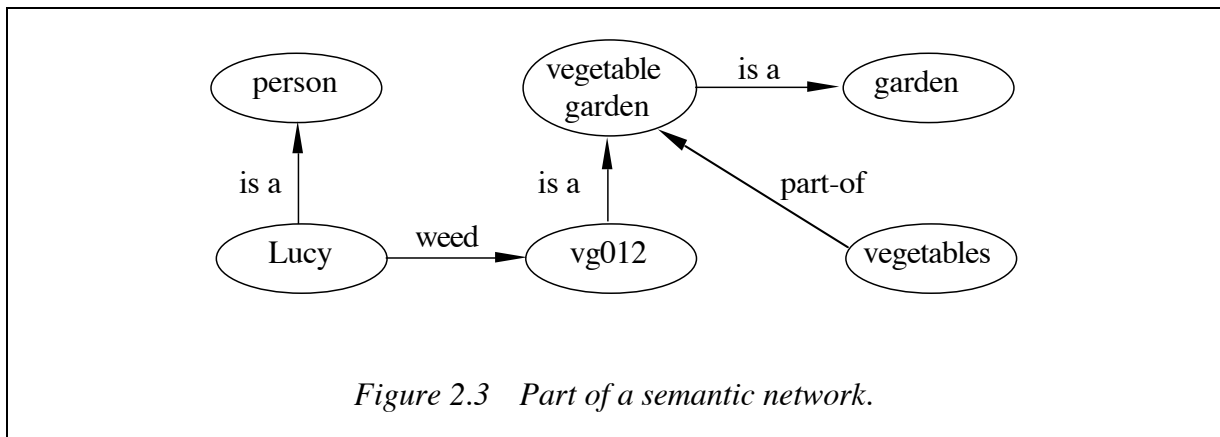 person
vegetable
garden
is a
garden
is a
is a
part-of
Lucy
weed
vg012
vegetables
Figure 2.3 Part of a semantic network.